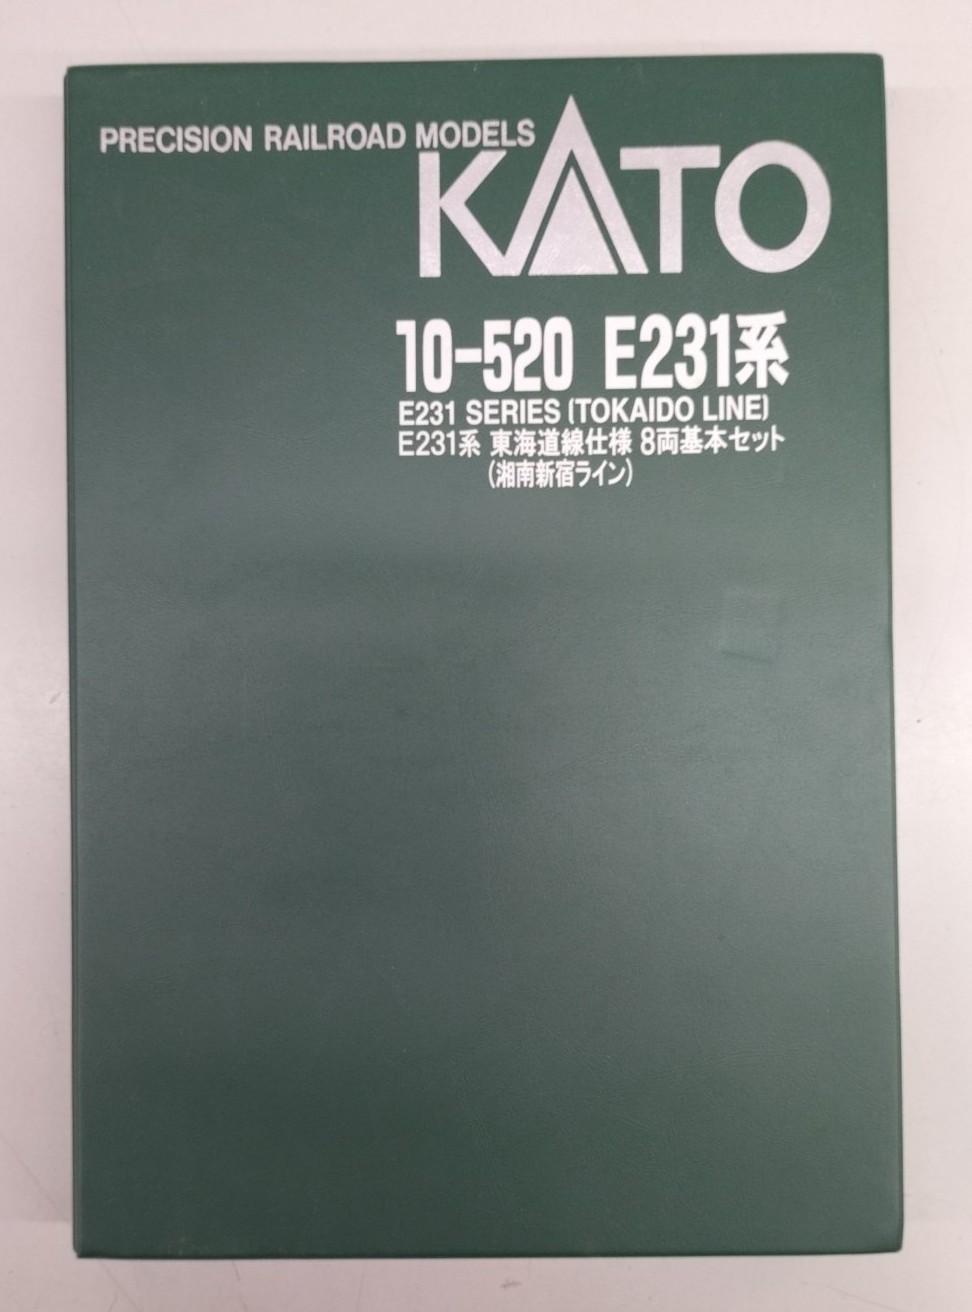 PRECISION RAILROAD MODELS
KATO
10-520 E231系
E231 SERIES (TOKAIDO LINE)
E231系 東海道線仕様 8両基本セット
(湘南新宿ライン)